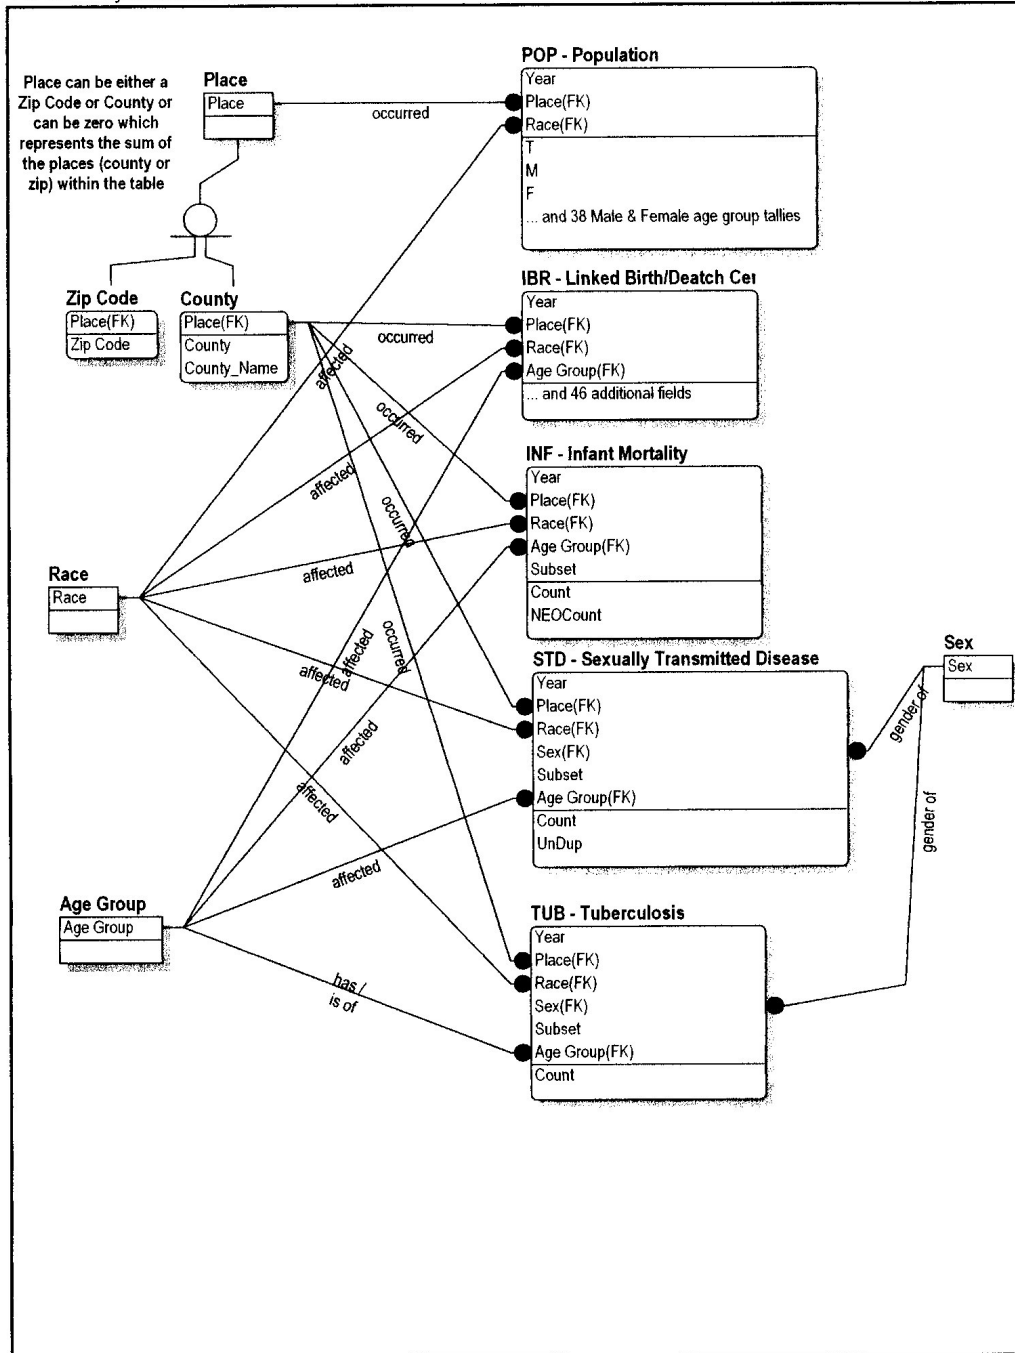 POP - Population
Year
Place(FK)
Race(FK)
T
M
F
... and 38 Male & Female age group tallies
Place can be either a
Zip Code or County or
can be zero which
represents the sum of
the places (county or
zip) within the table
Place
Place
occurred
Zip Code
Place(FK)
Zip Code
County
Place(FK)
County
County_Name
IBR - Linked Birth/Deatch Cer
Year
Place(FK)
Race(FK)
Age Group(FK)
... and 46 additional fields
occurred
affected
occurred
affected
INF - Infant Mortality
Year
Place(FK)
Race(FK)
Age Group(FK)
Subset
Count
NEOCount
occurred
affected
Race
Race
occurred
affected
affected
affected
affected
STD - Sexually Transmitted Disease
Year
Place(FK)
Race(FK)
Sex(FK)
Subset
Age Group(FK)
Count
UnDup
Sex
Sex
gender of
gender of
affected
Age Group
Age Group
has /
is of
TUB - Tuberculosis
Year
Place(FK)
Race(FK)
Sex(FK)
Subset
Age Group(FK)
Count